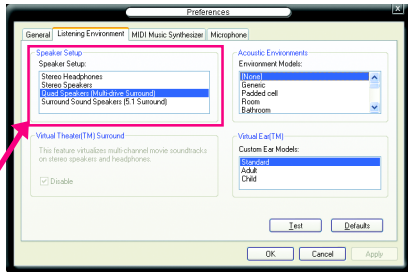 Preferences
X
General Listening Environment MIDI Music Synthesizer Microphone
Speaker Setup
Speaker Setup:
Stereo Headphones
Stereo Speakers
Quad Speakers (Multi-drive Surround)
Surround Sound Speakers (5.1 Surround)
Acoustic Environments
Environment Models:
(None)
Generic
Padded cell
Room
Bathroom
Virtual Theater(TM) Surround
This feature virtualizes multi-channel movie soundtracks
on stereo speakers and headphones.
Disable
Virtual Ear(TM)
Custom Ear Models:
Standard
Adult
Child
Test Defaults
OK Cancel Apply